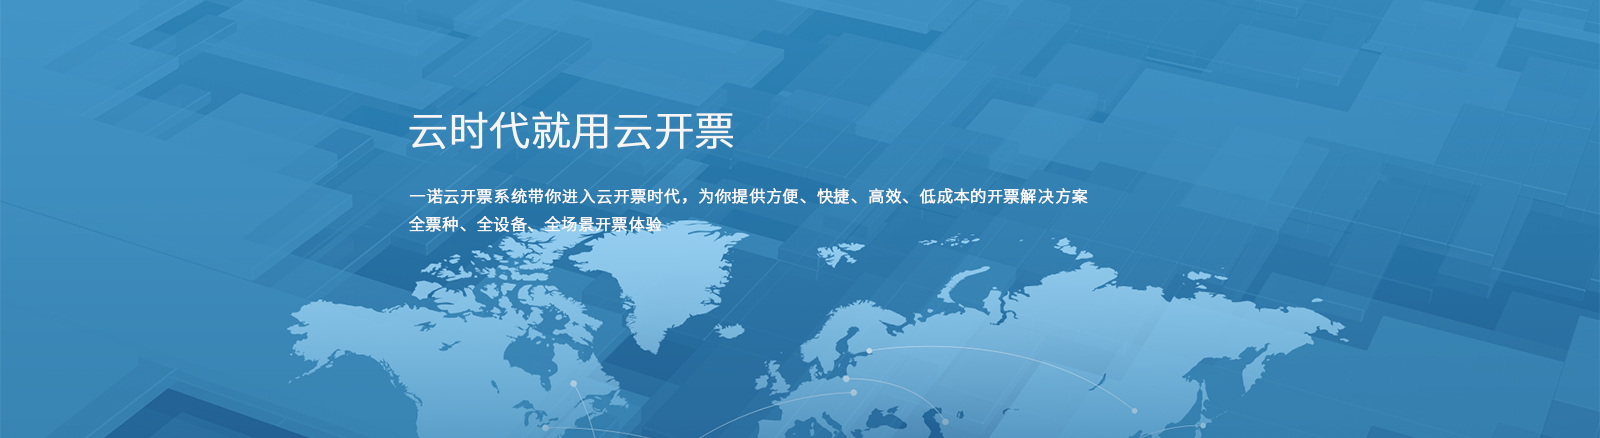 云时代就用云开票
一诺云开票系统带你进入云开票时代，为你提供方便、快捷、高效、低成本的开票解决方案
全票种、全设备、全场景开票体验